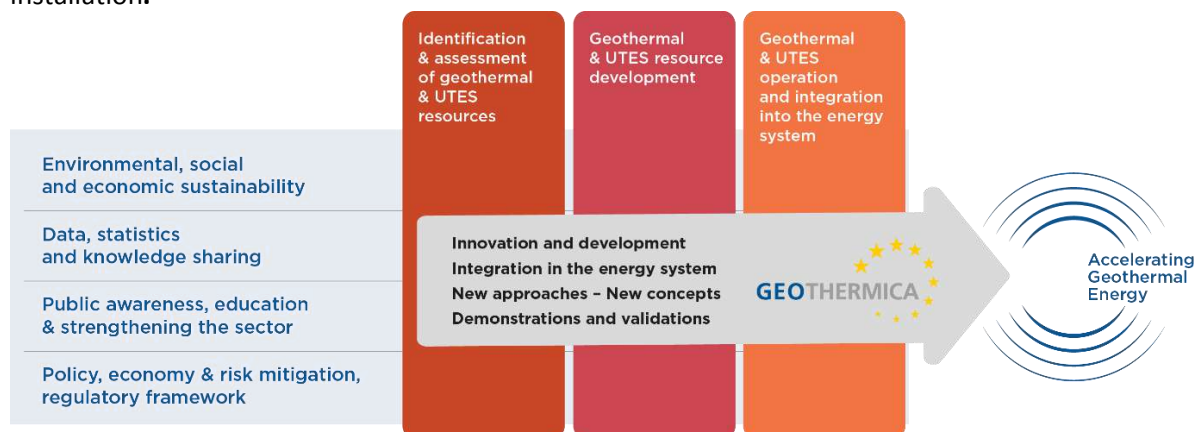 installation.
Identification
& assessment
of geothermal
& UTES
resources
Geothermal
& UTES resource
development
Geothermal
& UTES
operation
and integration
into the energy
system
Environmental, social
and economic sustainability
Data, statistics
and knowledge sharing
Public awareness, education
& strengthening the sector
Policy, economy & risk mitigation,
regulatory framework
Innovation and development
Integration in the energy system
New approaches – New concepts
Demonstrations and validations
GEOTHERMICA
Accelerating
Geothermal
Energy